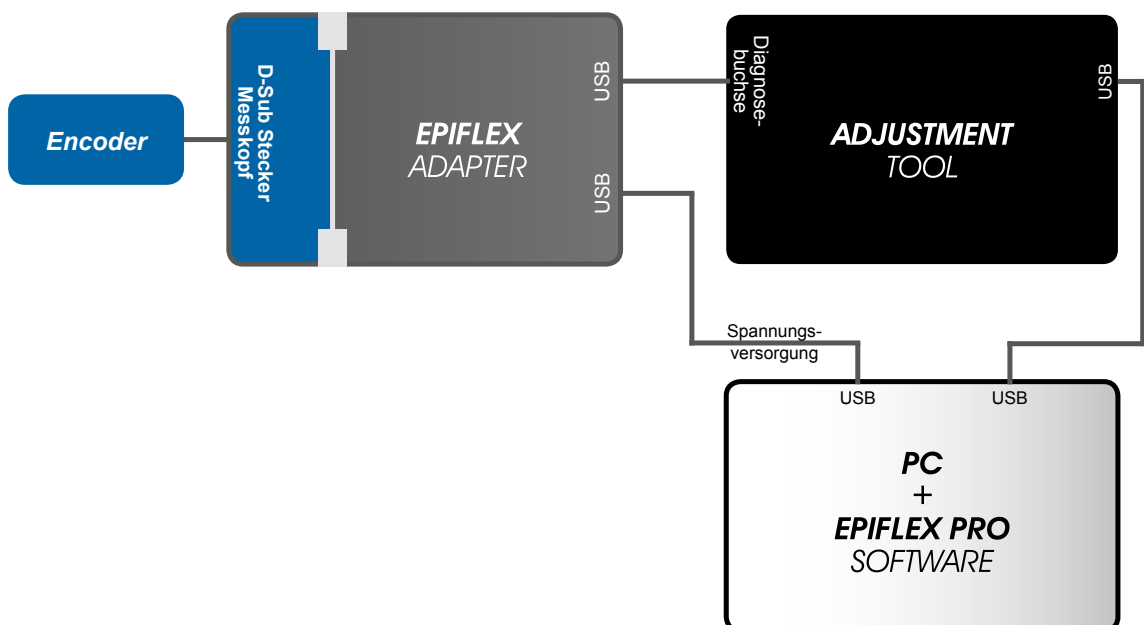 Encoder
D-Sub Stecker
Messkopf
EPIFLEX
ADAPTER
USB
USB
Diagnose-
buchse
ADJUSTMENT
TOOL
USB
Spannungs-
versorgung
USB
USB
PC
+
EPIFLEX PRO
SOFTWARE